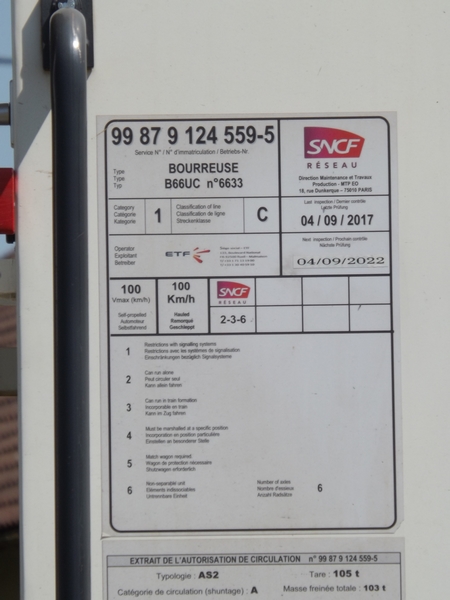 99 87 9 124 559-5
Service N° / N° d'immatriculation / Betriebs-Nr.
Type
Type
Typ
BOURREUSE
B66UC n°6633
SNCF
RÉSEAU
Direction Maintenance et Travaux
Production - MTP EO
18, rue Dunkerque - 75010 PARIS
Category
Catégorie
Kategorie
1
Classification of line
Classification de ligne
Streckenklasse
C
Last inspection / Dernier contrôle
Letzte Prüfung
04 / 09 / 2017
Operator
Exploitant
Betreiber
ETF
Next inspection / Prochain contrôle
Nächste Prüfung
04/09/2022
100
Vmax (km/h)
100
Km/h
SNCF
RÉSEAU
Self-propelled
Automoteur
Selbstfahrend
Hauled
Remorqué
Geschleppt
2-3-6
1
Restrictions with signalling systems
Restrictions avec les systèmes de signalisation
Einschränkungen bezüglich Signalsysteme
2
Can run alone
Peut circuler seul
Kann allein fahren
3
Can run in train formation
Incorporable en train
Kann im Zug fahren
4
Must be marshalled at a specific position
Incorporation en position particulière
Einstellen an besonderer Stelle
5
Match wagon required
Wagon de protection nécessaire
Shutzwagen erforderlich
6
Non-separable unit
Eléments indissociables
Untrennbare Einheit
Number of axles
Nombre d'essieux
Anzahl Radsätze
6
EXTRAIT DE L'AUTORISATION DE CIRCULATION n° 99 87 9 124 559-5
Typologie : AS2
Tare : 105 t
Catégorie de circulation (shuntage) : A
Masse freinée totale : 103 t